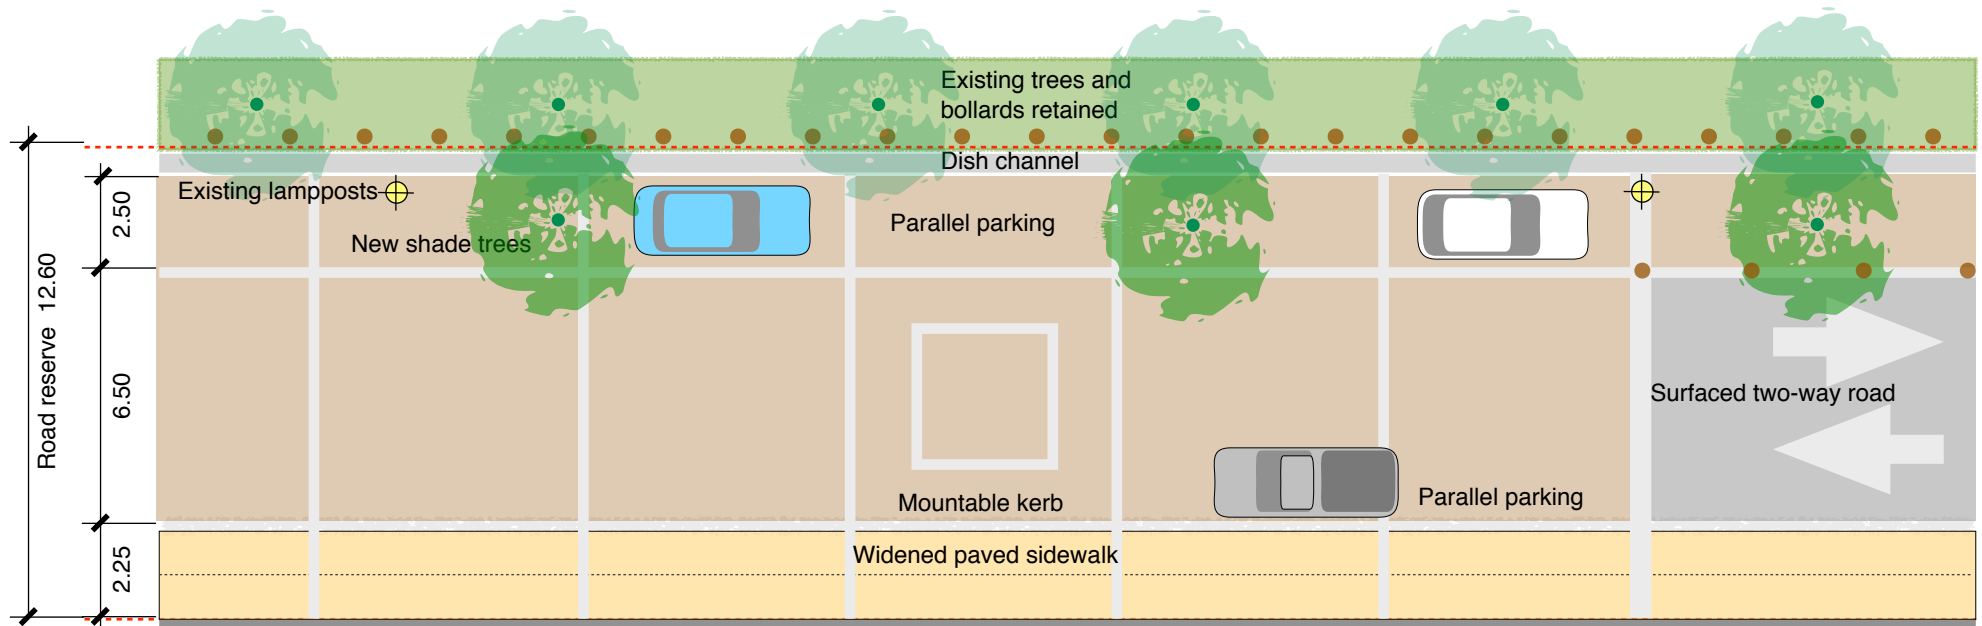 Existing trees and
bollards retained
Dish channel
Existing lampposts
Parallel parking
New shade trees
2.50
Road reserve 12.60
6.50
Surfaced two-way road
Mountable kerb
Parallel parking
2.25
Widened paved sidewalk